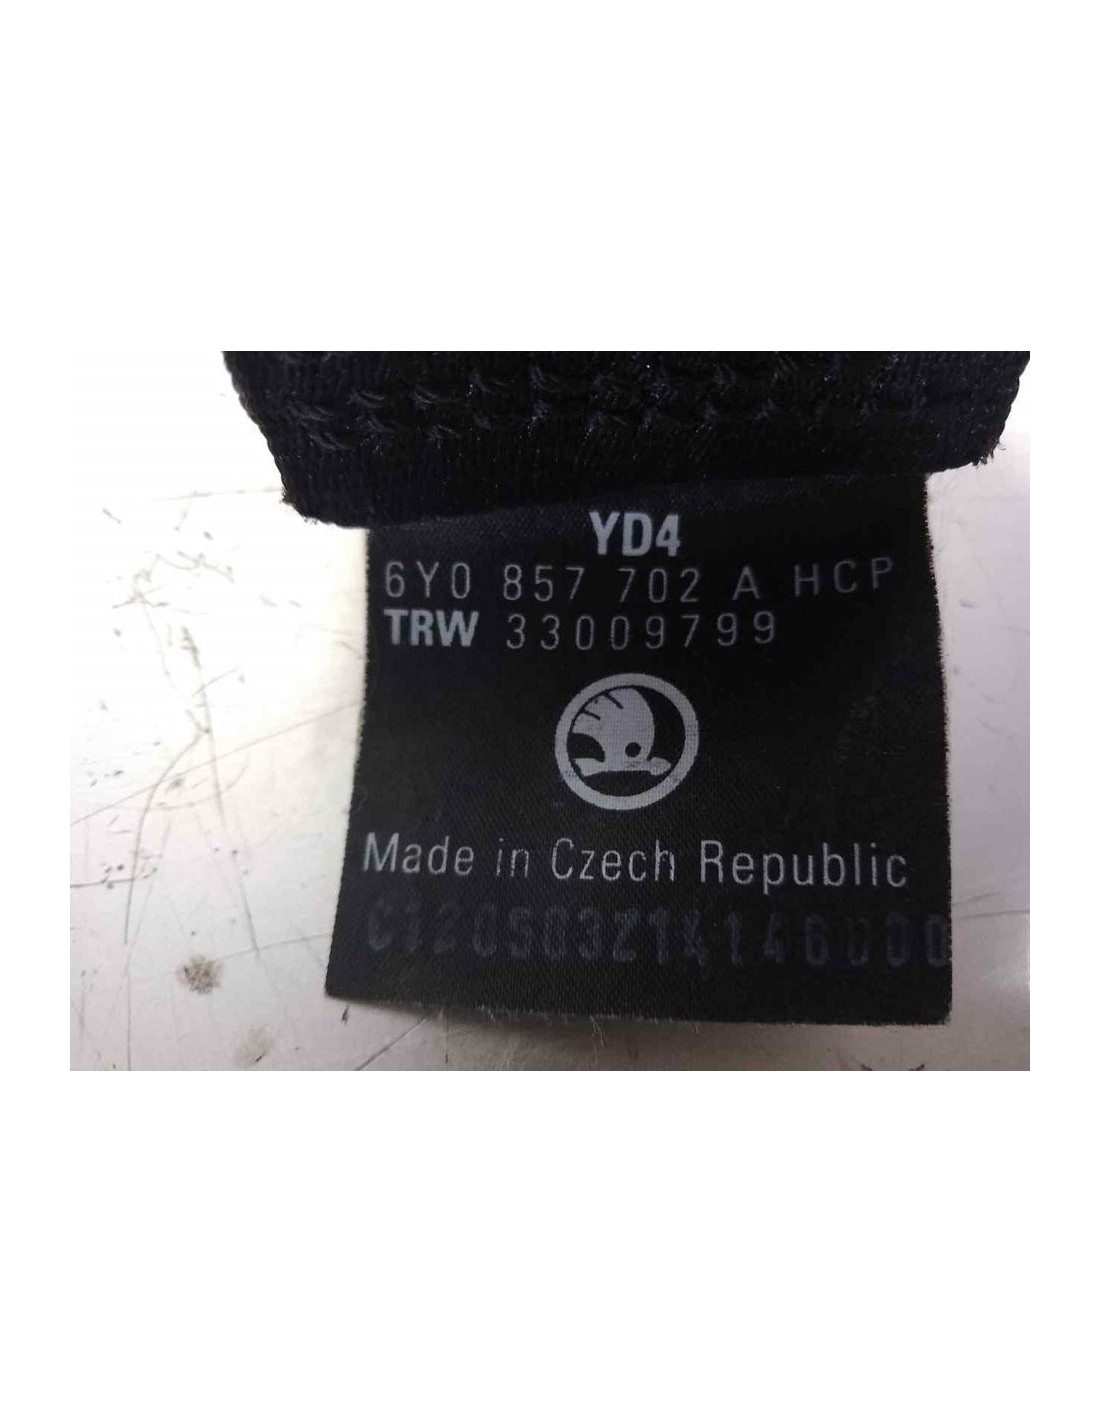 YD4
6Y0 857 702 A HCP
TRW 33009799
Made in Czech Republic